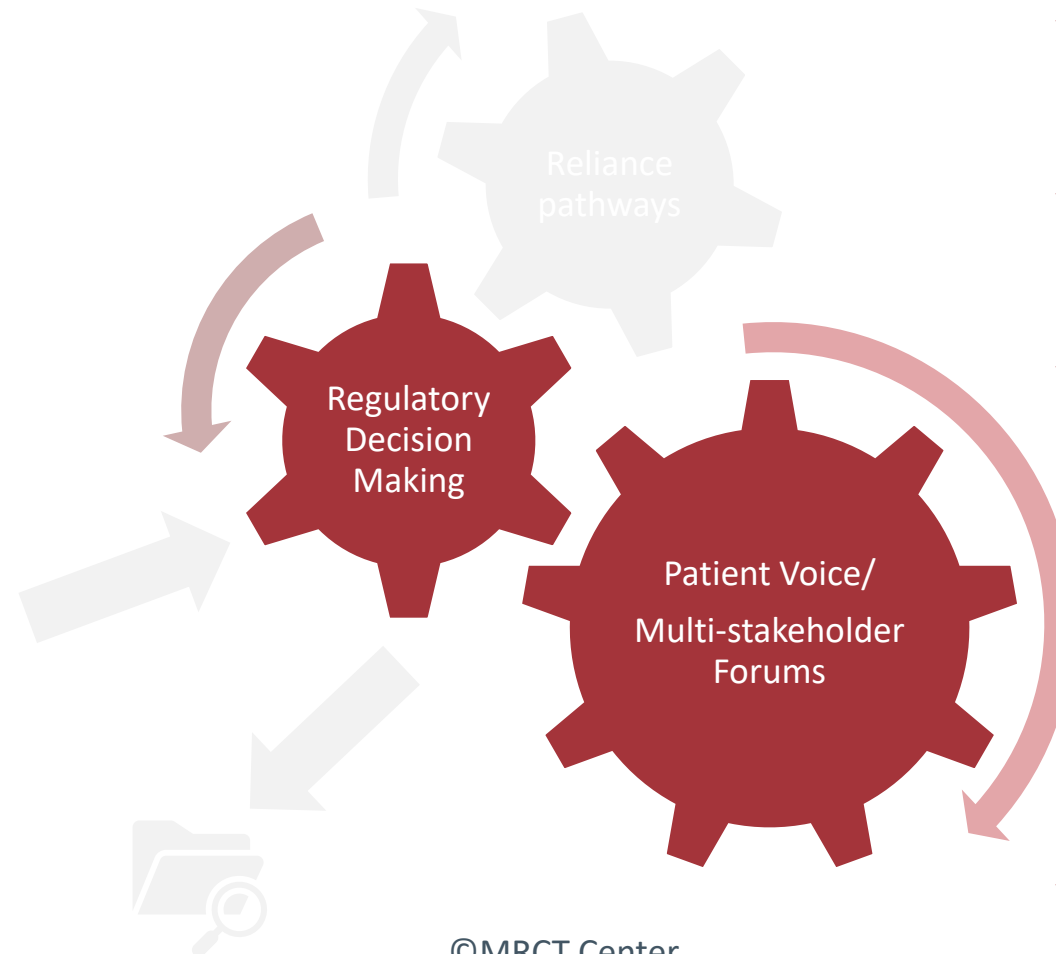 Reliance
pathways
Regulatory
Decision
Making
Patient Voice/
Multi-stakeholder
Forums
©MRCT Center